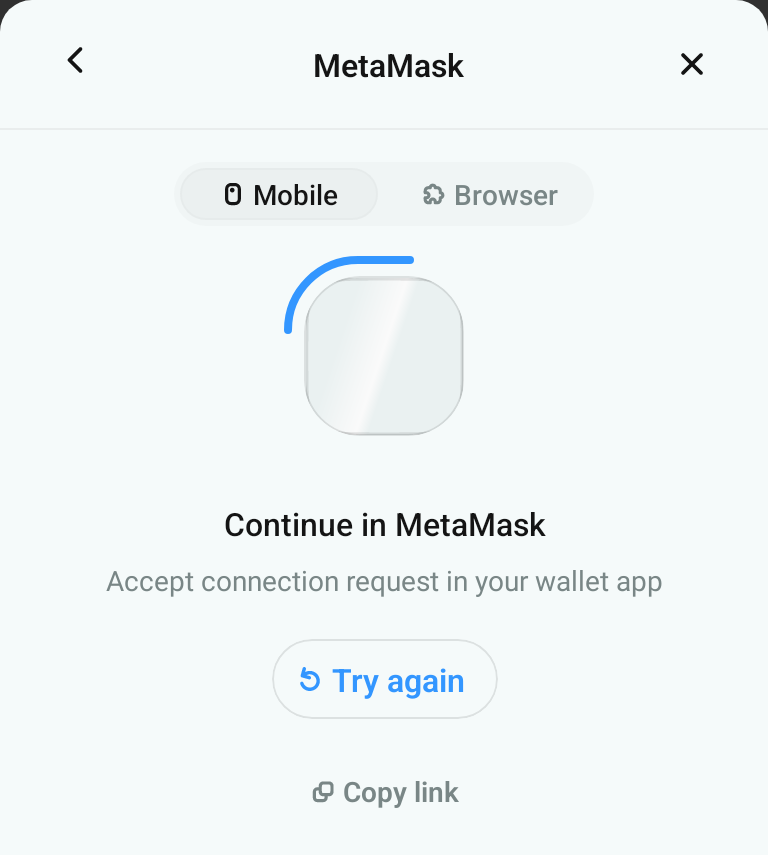 MetaMask
Mobile Browser
Continue in MetaMask
Accept connection request in your wallet app
Try again
Copy link